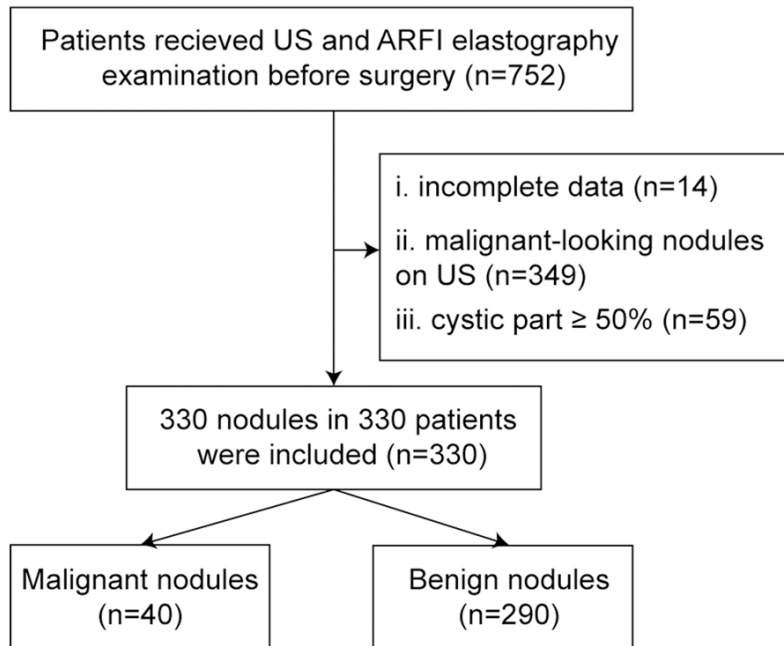 Patients recieved US and ARFI elastography
examination before surgery (n=752)
i. incomplete data (n=14)
ii. malignant-looking nodules
on US (n=349)
iii. cystic part ≥ 50% (n=59)
330 nodules in 330 patients
were included (n=330)
Malignant nodules
(n=40)
Benign nodules
(n=290)